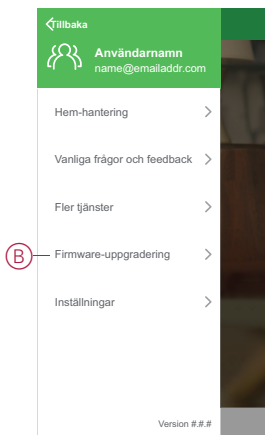 Tillbaka
Användarnamn
name@emailaddr.com
Hem-hantering
Vanliga frågor och feedback
Fler tjänster
B
Firmware-uppgradering
Inställningar
Version #.#.#